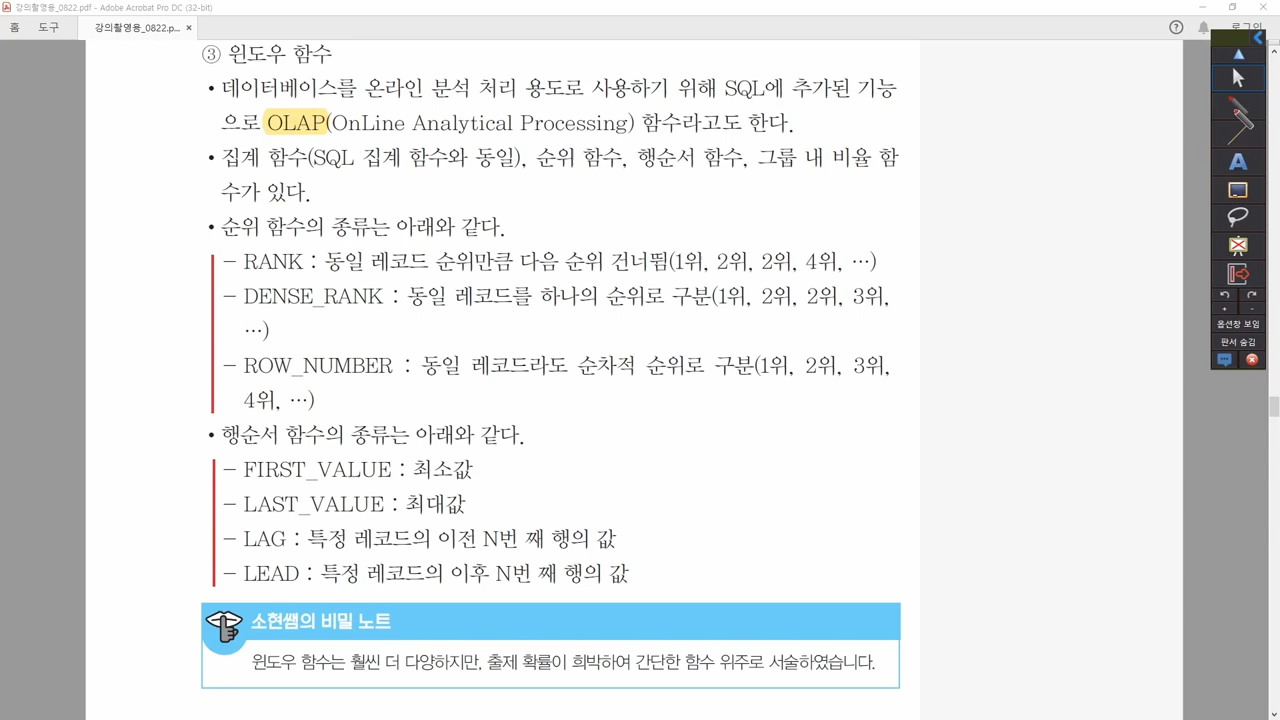 강의촬영용_0822.pdf - Adobe Acrobat Pro DC (32-bit)
홈 도구 강의촬영용_0822.p... × 로그인
③ 윈도우 함수
• 데이터베이스를 온라인 분석 처리 용도로 사용하기 위해 SQL에 추가된 기능
으로 OLAP(OnLine Analytical Processing) 함수라고도 한다.
• 집계 함수(SQL 집계 함수와 동일), 순위 함수, 행순서 함수, 그룹 내 비율 함
수가 있다.
• 순위 함수의 종류는 아래와 같다.
– RANK : 동일 레코드 순위만큼 다음 순위 건너뜀(1위, 2위, 2위, 4위, …)
– DENSE_RANK : 동일 레코드를 하나의 순위로 구분(1위, 2위, 2위, 3위,
…)
– ROW_NUMBER : 동일 레코드라도 순차적 순위로 구분(1위, 2위, 3위,
4위, …)
• 행순서 함수의 종류는 아래와 같다.
– FIRST_VALUE : 최소값
– LAST_VALUE : 최대값
– LAG : 특정 레코드의 이전 N번 째 행의 값
– LEAD : 특정 레코드의 이후 N번 째 행의 값
소현쌤의 비밀 노트
윈도우 함수는 훨씬 더 다양하지만, 출제 확률이 희박하여 간단한 함수 위주로 서술하였습니다.
A
+ -
옵션창 보임
판서 숨김